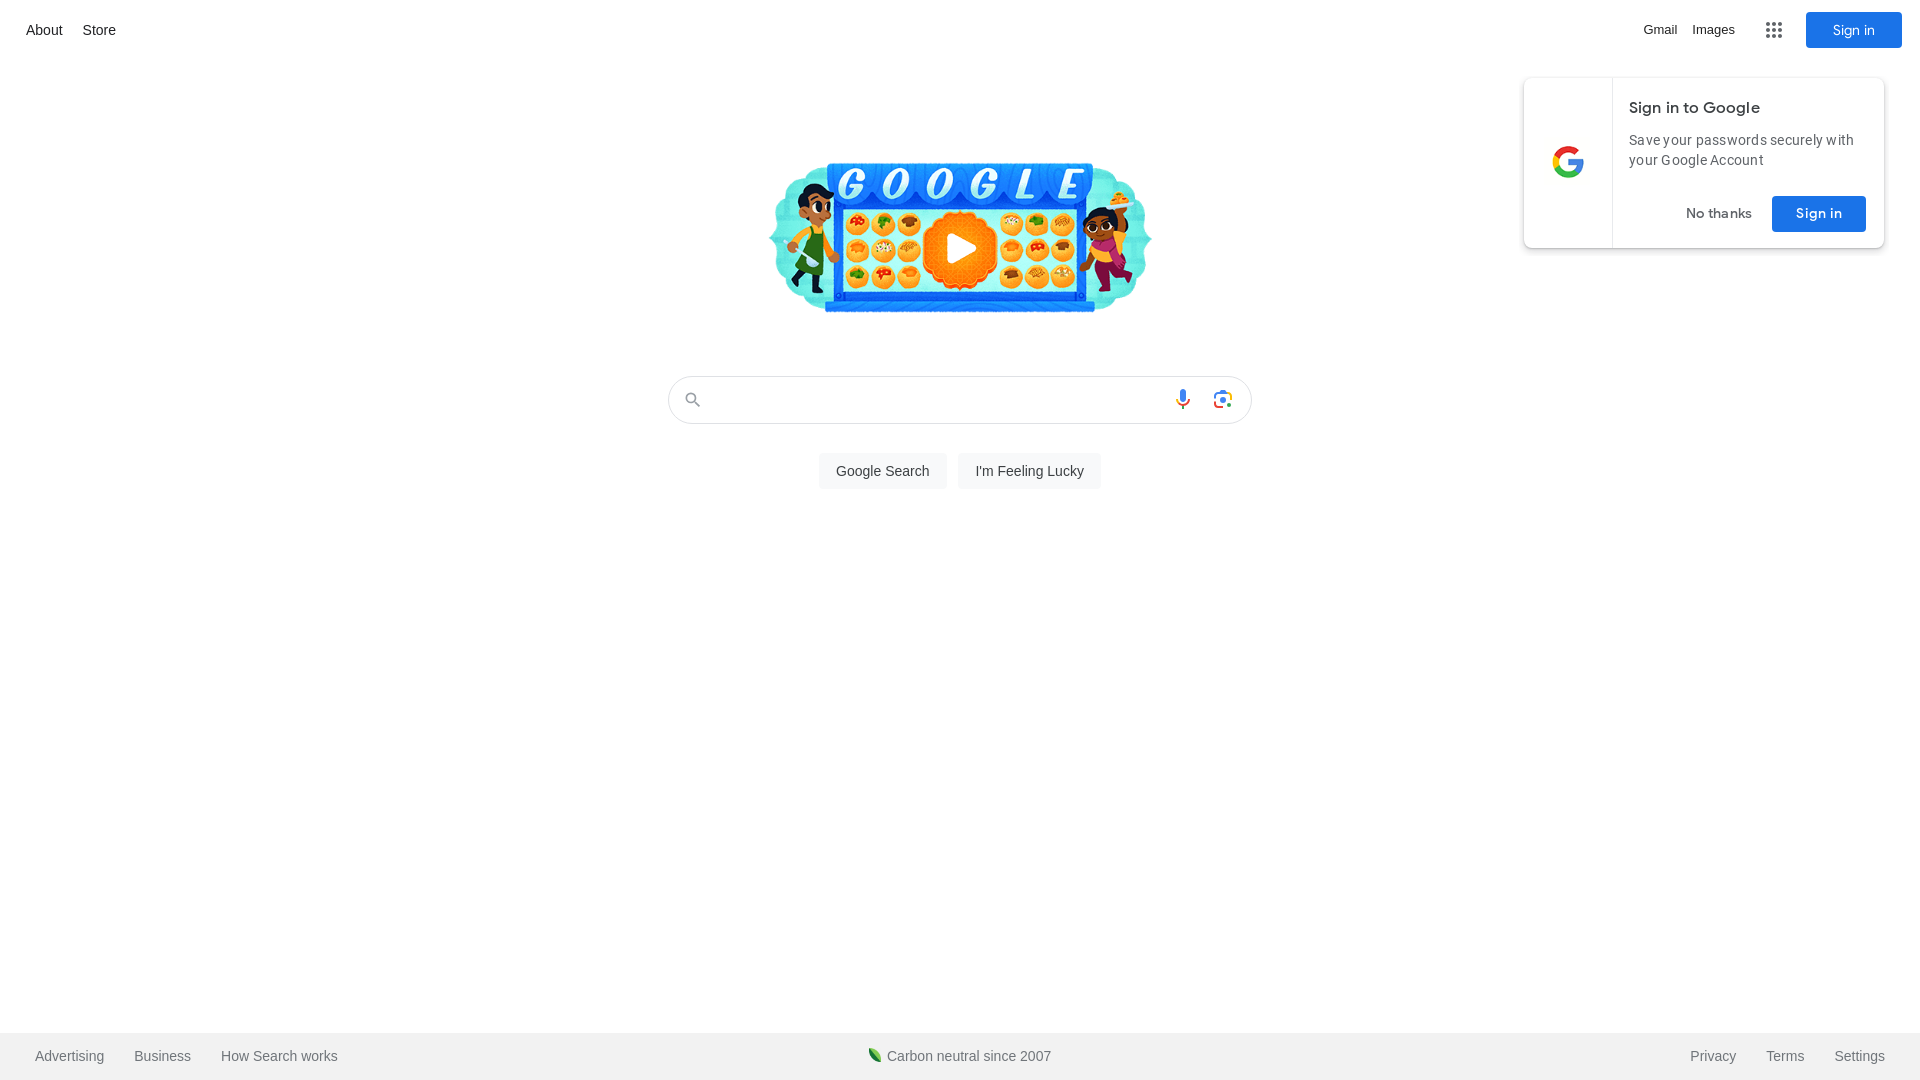 About
Store
Gmail
Images
Sign in
Sign in to Google
Save your passwords securely with
your Google Account
No thanks
Sign in
GOOGLE
Google Search
I'm Feeling Lucky
Advertising
Business
How Search works
Carbon neutral since 2007
Privacy
Terms
Settings